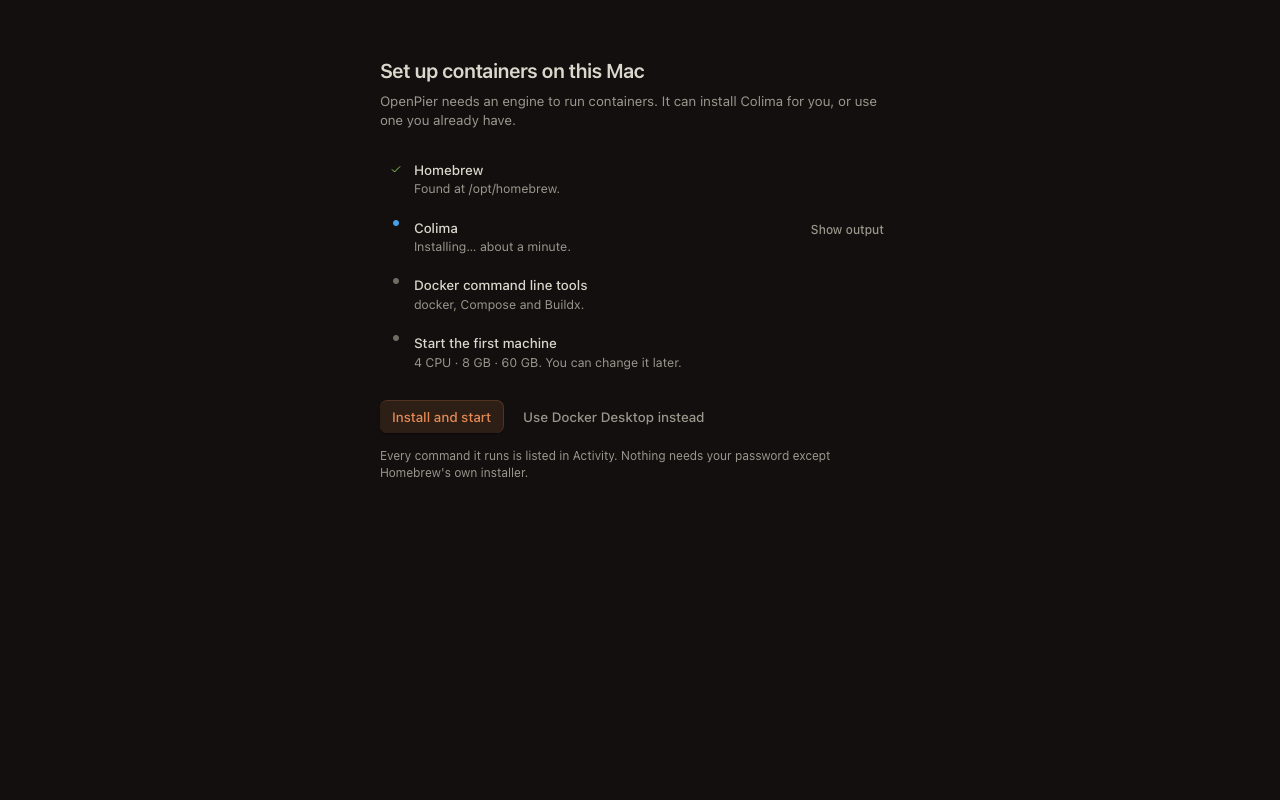 Set up containers on this Mac
OpenPier needs an engine to run containers. It can install Colima for you, or use
one you already have.
Homebrew
Found at /opt/homebrew.
Colima
Show output
Installing… about a minute.
Docker command line tools
docker, Compose and Buildx.
Start the first machine
4 CPU · 8 GB · 60 GB. You can change it later.
Install and start
Use Docker Desktop instead
Every command it runs is listed in Activity. Nothing needs your password except
Homebrew's own installer.